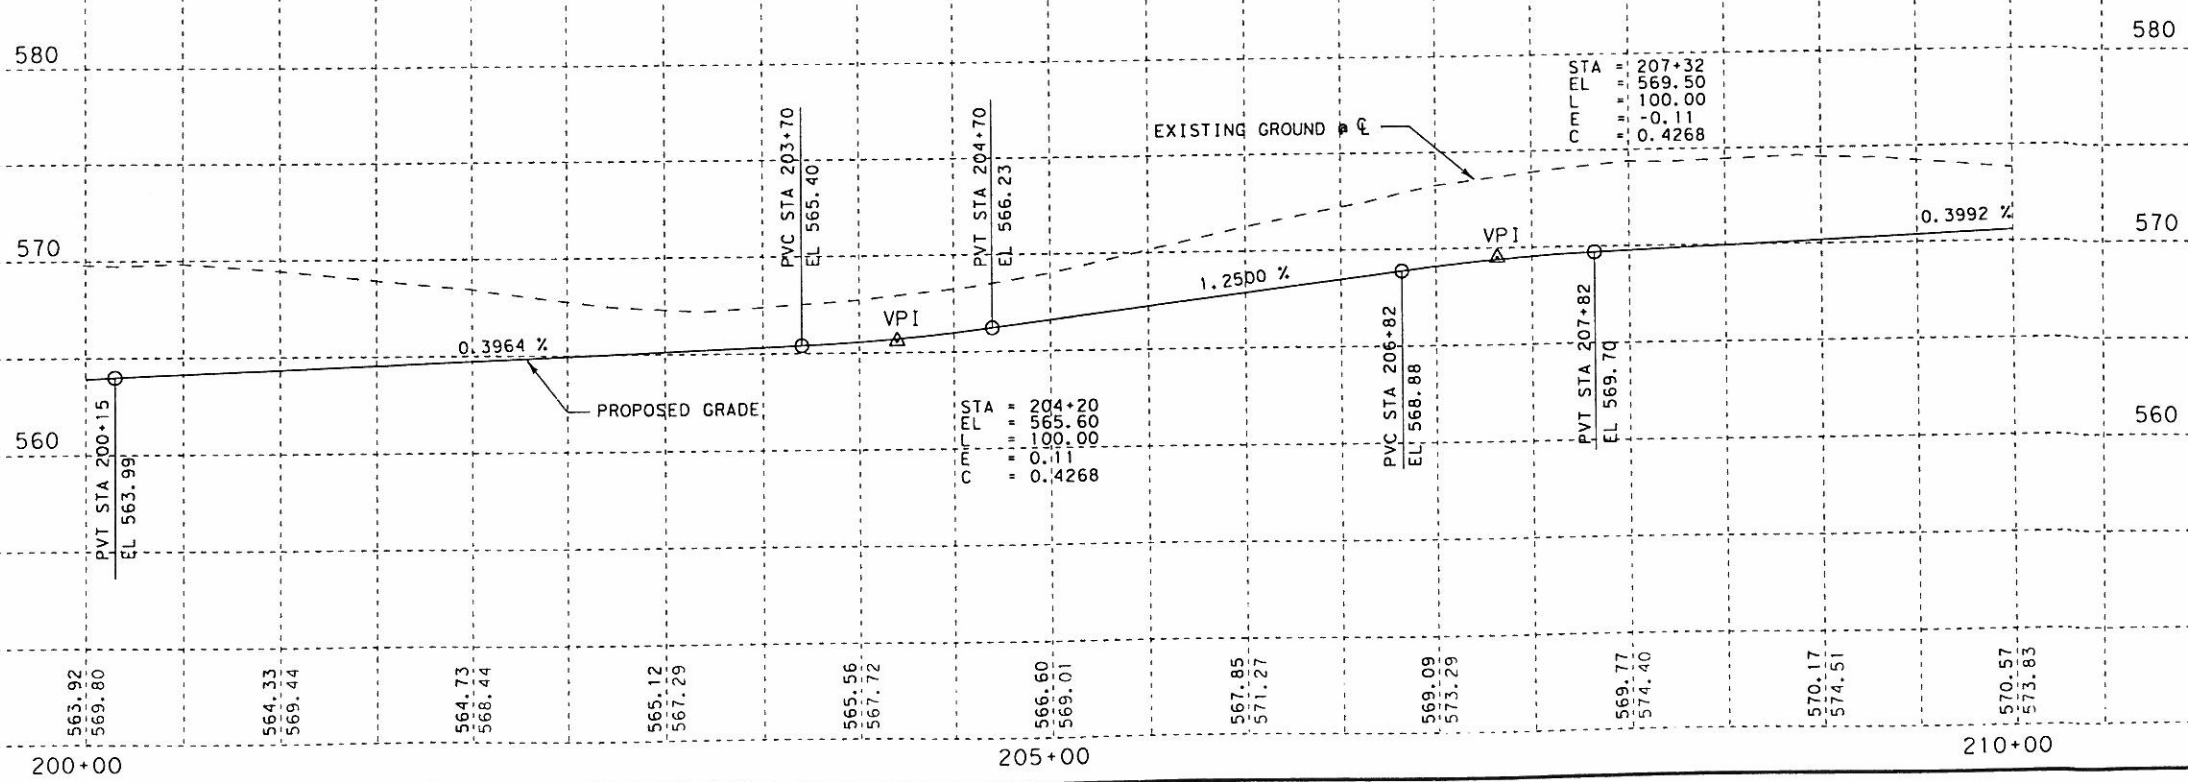 580
580
STA = 207+32
EL = 569.50
L = 100.00
E = -0.11
C = 0.4268
EXISTING GROUND @ ℄
PVC STA 203+70
EL 565.40
PVT STA 204+70
EL 566.23
570
570
0.3992 %
VPI
1.2500 %
VPI
0.3964 %
PROPOSED GRADE
STA = 204+20
EL = 565.60
L = 100.00
E = 0.11
C = 0.4268
PVC STA 206+82
EL 568.88
PVT STA 207+82
EL 569.70
560
560
PVT STA 200+15
EL 563.99
563.92
569.80
564.33
569.44
564.73
568.44
565.12
567.29
565.56
567.72
566.60
569.01
567.85
571.27
569.09
573.29
569.77
574.40
570.17
574.51
570.57
573.83
200+00
205+00
210+00